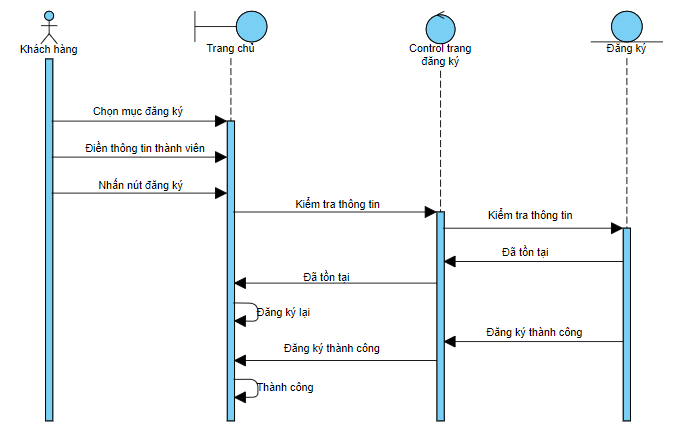 Khách hàng
Trang chủ
Control trang
đăng ký
Đăng ký
Chọn mục đăng ký
Điền thông tin thành viên
Nhấn nút đăng ký
Kiểm tra thông tin
Kiểm tra thông tin
Đã tồn tại
Đã tồn tại
Đăng ký lại
Đăng ký thành công
Đăng ký thành công
Thành công